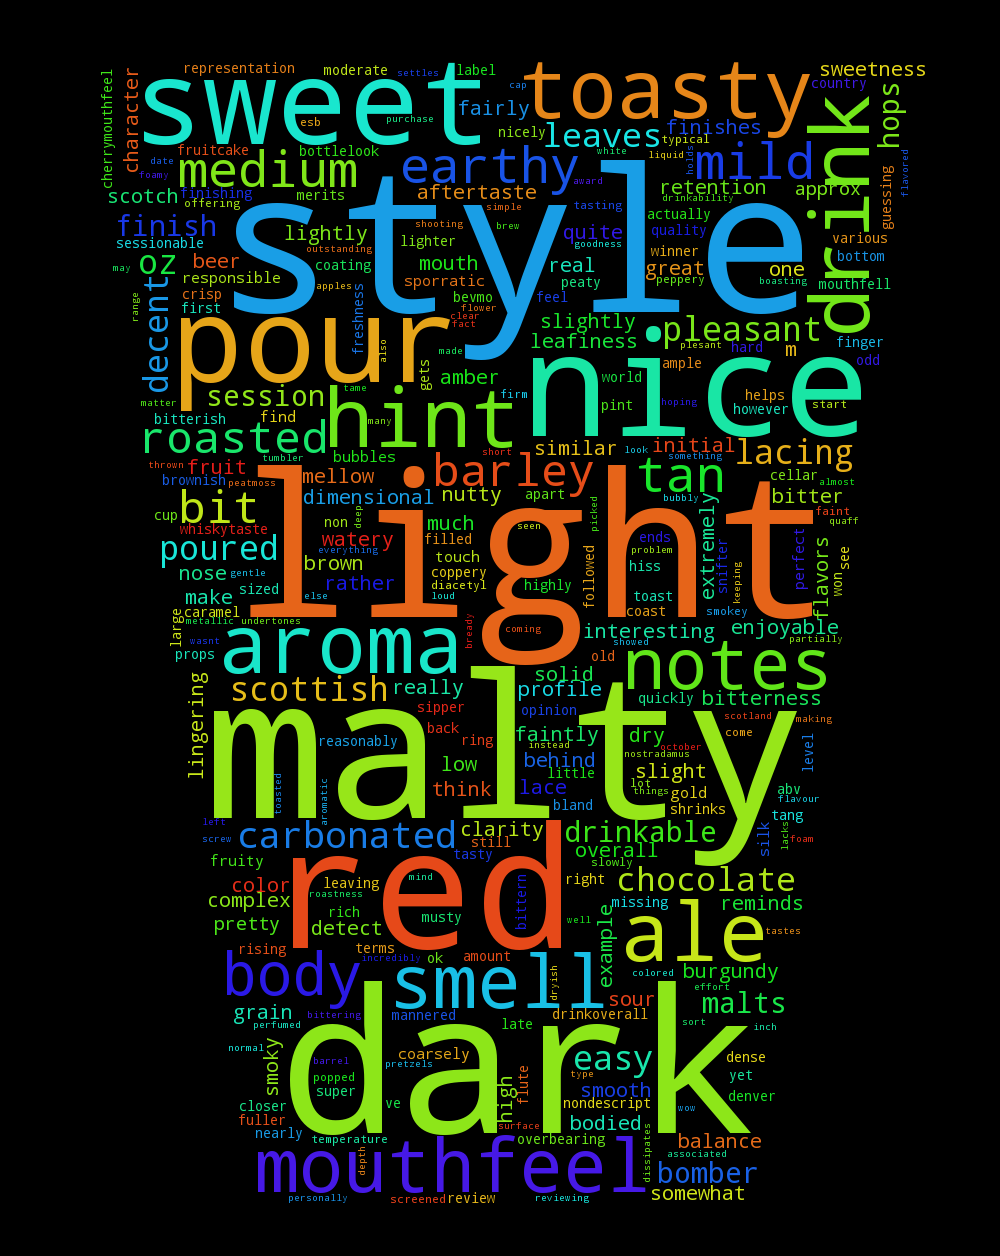 representation moderate settles label sweetness
sweet toasty
cap country
character fairly hops
esb purchase nicely leaves finishes drink
cherrymouthfeel fruitcake bottlelook white typical
date medium earthy liquid holds mild flavored
foamy award
scotch finishing merits aftertaste retention approx guessing
offering simple tasting drinkability
finish style shooting actually
sessionable lightly outstanding lighter brew quite quality winner various
goodness
oz beer coating mouth real great one bottom
may responsible apples sporratic peaty peppery boasting mouthfell
range crisp freshness bevmo feel
first pour flower
decent clear slightly pleasant
fact leafiness plesant hard m finger
also made nice ample odd
gets amber world
matter session tame firm pint hoping helps start
bitterish find many hint however
roasted short similar initial lacing
thrown fruit tumbler bubbles barley look tan cellar
brownish peatmoss mellow something almost
bit dimensional nutty apart bubbly bitter
cup non deep much picked faint
whiskytaste light seen extremely quaff
poured watery filled ends perfect flavors
brown everything touch followed problem see
nose gentle coppery hiss snifter won
make sized rather diacetyl highly toast keeping
caramel else loud coast smokey
large metallic undertones coming interesting enjoyable
wasnt aroma bready showed partially
props old notes
scottish really solid
lingering profile quickly bitterness
sipper opinion scotland making
malty back faintly dry come
reasonably ring instead october level
behind nostradamus
low little slight
toasted aromatic think lace bland lot things gold abv
shrinks flavour
left carbonated clarity drinkable tang
screw still silk lacks foam
fruity red tasty overall slowly
color leaving mind right chocolate
complex roastness bittern missing reminds
pretty rich musty well ale tastes
detect example
rising terms ok amount
body incredibly smell dryish colored burgundy
sour effort
grain bittering mannered drinkoverall malts
perfumed late sort inch
normal dark
smoky barrel coarsely easy dense
popped pretzels type yet
super smooth
closer ve high flute nondescript wow denver
fuller surface bodied
nearly temperature overbearing balance
mouthfeel depth dissipates associated
bomber
personally screened review reviewing somewhat